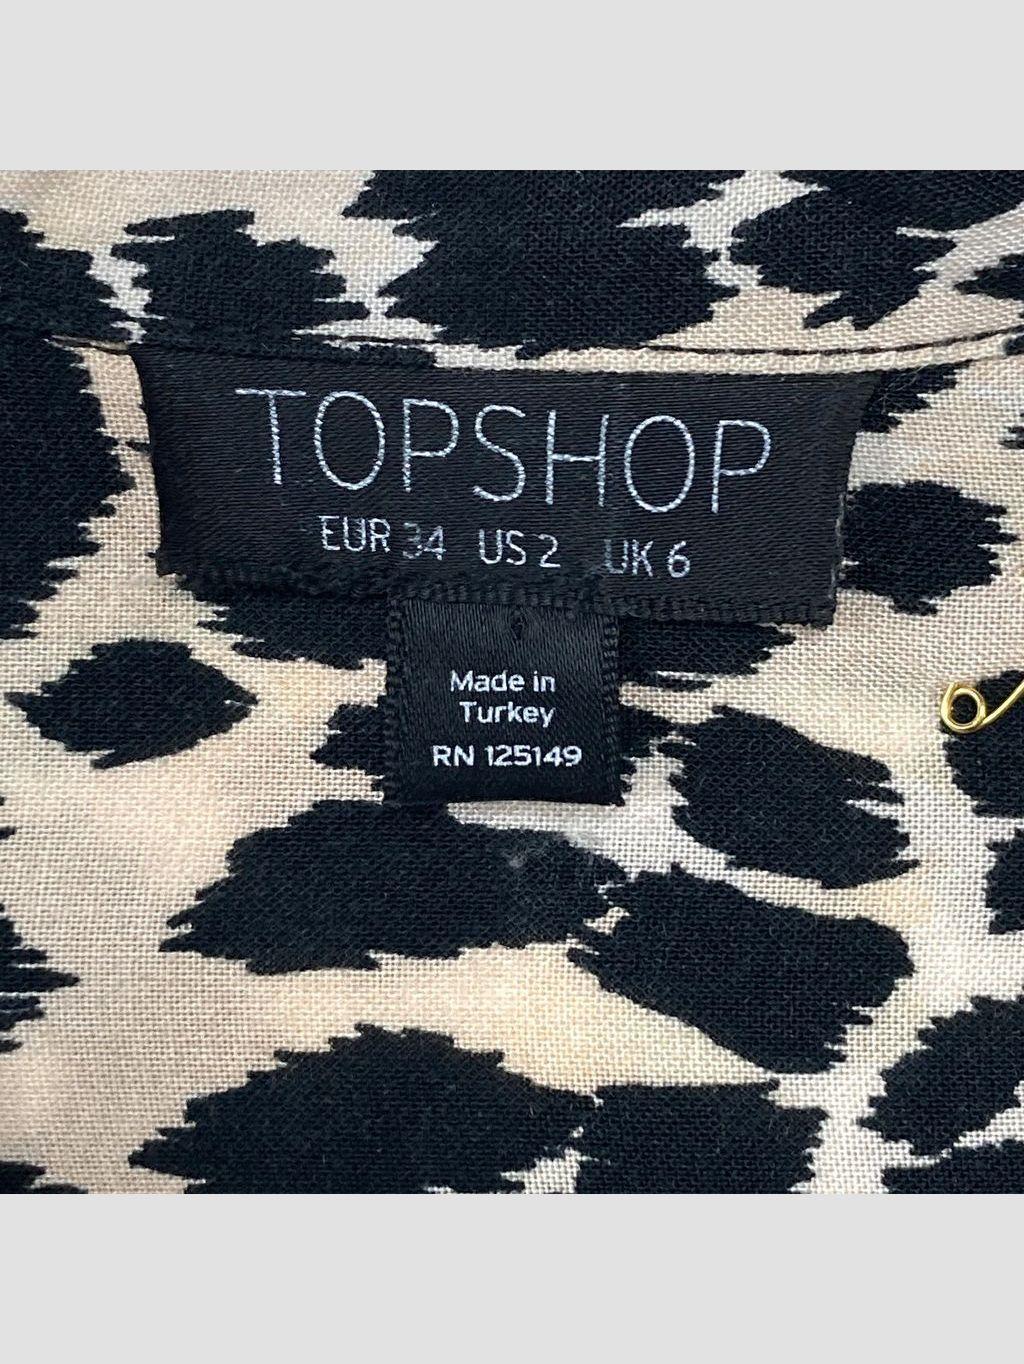 TOPSHOP
EUR 34 US 2 UK 6
Made in
Turkey
RN 125149